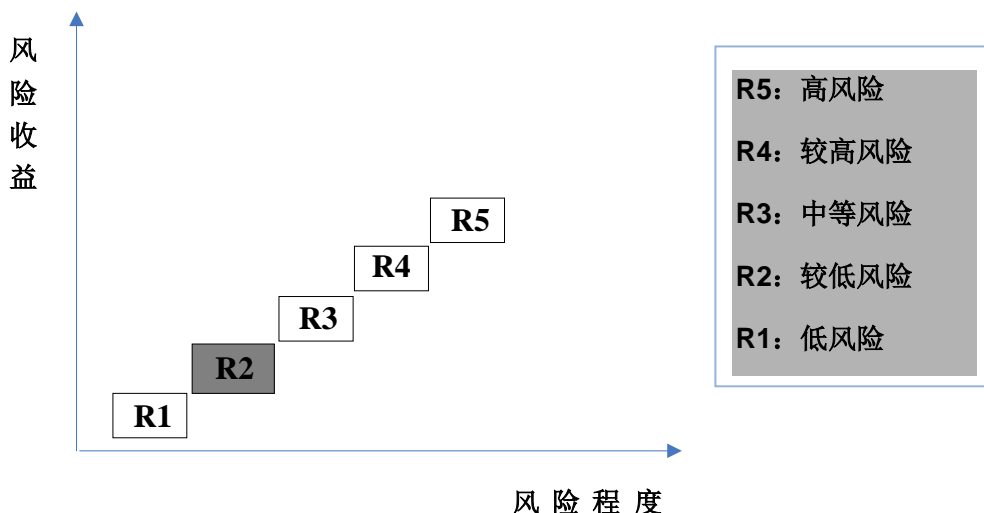 风险收益
R5
R4
R3
R2
R1
风险程度
R5：高风险
R4：较高风险
R3：中等风险
R2：较低风险
R1：低风险